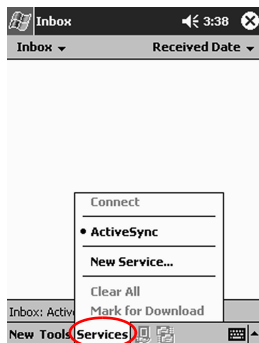 Inbox 3:38
Inbox Received Date
Connect
ActiveSync
New Service...
Clear All
Mark for Download
Inbox: Activ
New Tools Services